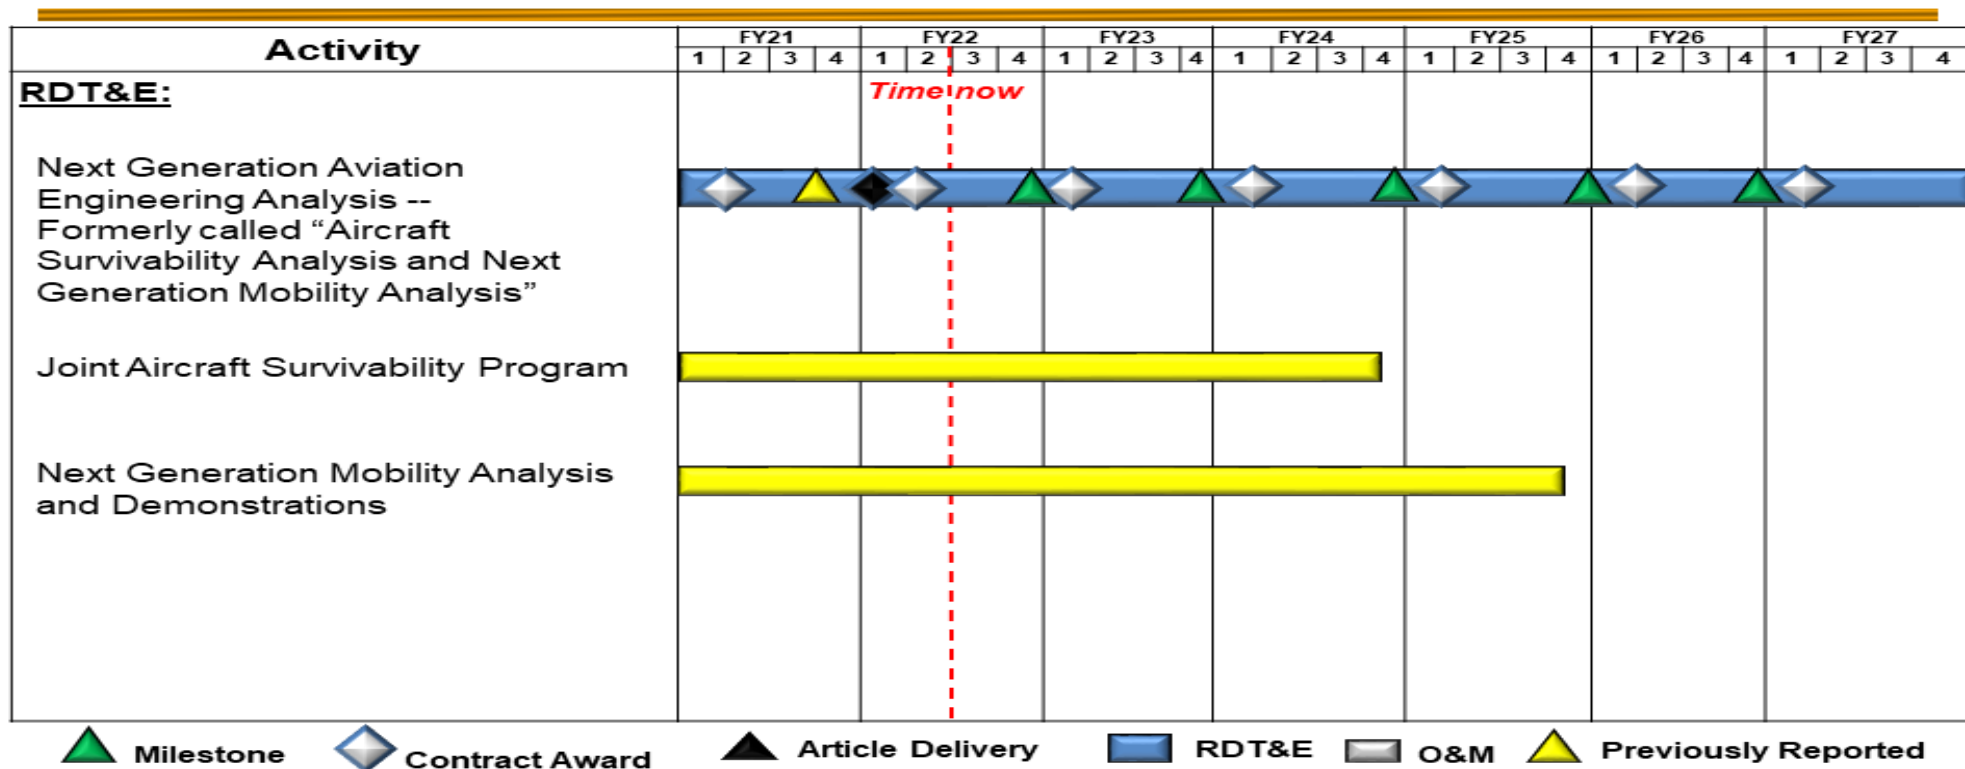 Activity
FY21 FY22 FY23 FY24 FY25 FY26 FY27
1 2 3 4 1 2 3 4 1 2 3 4 1 2 3 4 1 2 3 4 1 2 3 4 1 2 3 4
RDT&E:
Time now
Next Generation Aviation
Engineering Analysis --
Formerly called “Aircraft
Survivability Analysis and Next
Generation Mobility Analysis”
Joint Aircraft Survivability Program
Next Generation Mobility Analysis
and Demonstrations
Milestone Contract Award Article Delivery RDT&E O&M Previously Reported